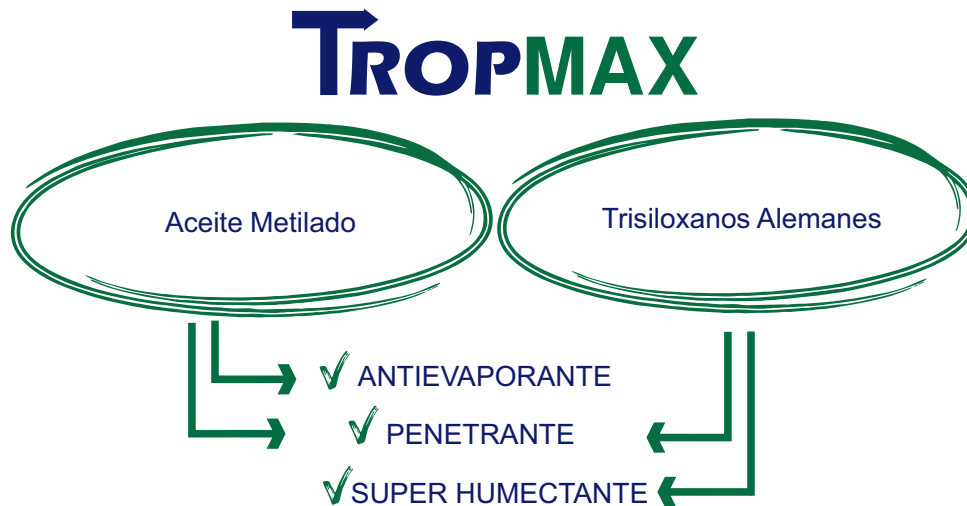 TROPMAX
Aceite Metilado
Trisiloxanos Alemanes
ANTIEVAPORANTE
PENETRANTE
SUPER HUMECTANTE